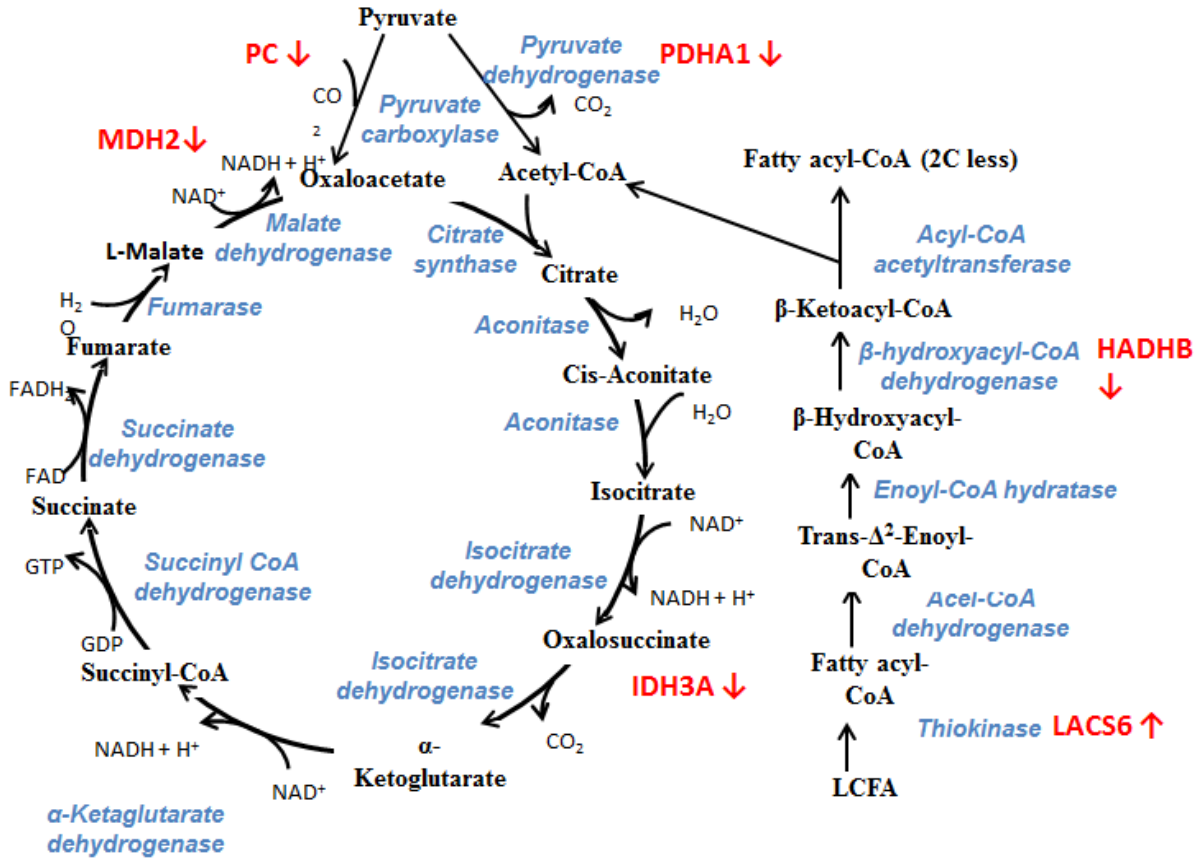 Pyruvate
PC ↓
Pyruvate
dehydrogenase
PDHA1 ↓
CO
2
CO₂
Pyruvate
carboxylase
MDH2↓
NADH + H⁺
Oxaloacetate
Acetyl-CoA
Fatty acyl-CoA (2C less)
NAD⁺
Malate
dehydrogenase
Citrate
synthase
Acyl-CoA
acetyltransferase
L-Malate
Citrate
H₂
O
Fumarase
Aconitase
H₂O
β-Ketoacyl-CoA
Fumarate
Cis-Aconitate
β-hydroxyacyl-CoA
dehydrogenase
HADHB
↓
FADH₂
Aconitase
H₂O
β-Hydroxyacyl-
CoA
Succinate
dehydrogenase
FAD
Succinate
Isocitrate
Enoyl-CoA hydratase
NAD⁺
Trans-Δ²-Enoyl-
CoA
GTP
Succinyl CoA
dehydrogenase
Isocitrate
dehydrogenase
NADH + H⁺
Acel-CoA
dehydrogenase
GDP
Oxalosuccinate
Succinyl-CoA
Isocitrate
dehydrogenase
IDH3A ↓
Fatty acyl-
CoA
Thiokinase
LACS6 ↑
NADH + H⁺
CO₂
α-
Ketoglutarate
NAD⁺
LCFA
α-Ketaglutarate
dehydrogenase